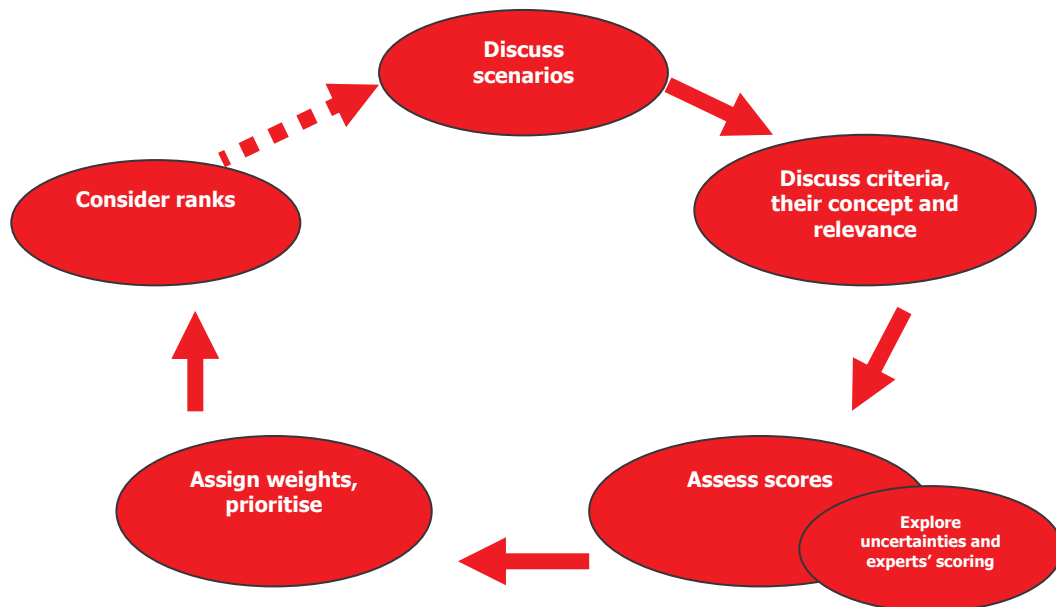 Discuss
scenarios
Discuss criteria,
their concept and
relevance
Assess scores
Explore
uncertainties and
experts’ scoring
Assign weights,
prioritise
Consider ranks